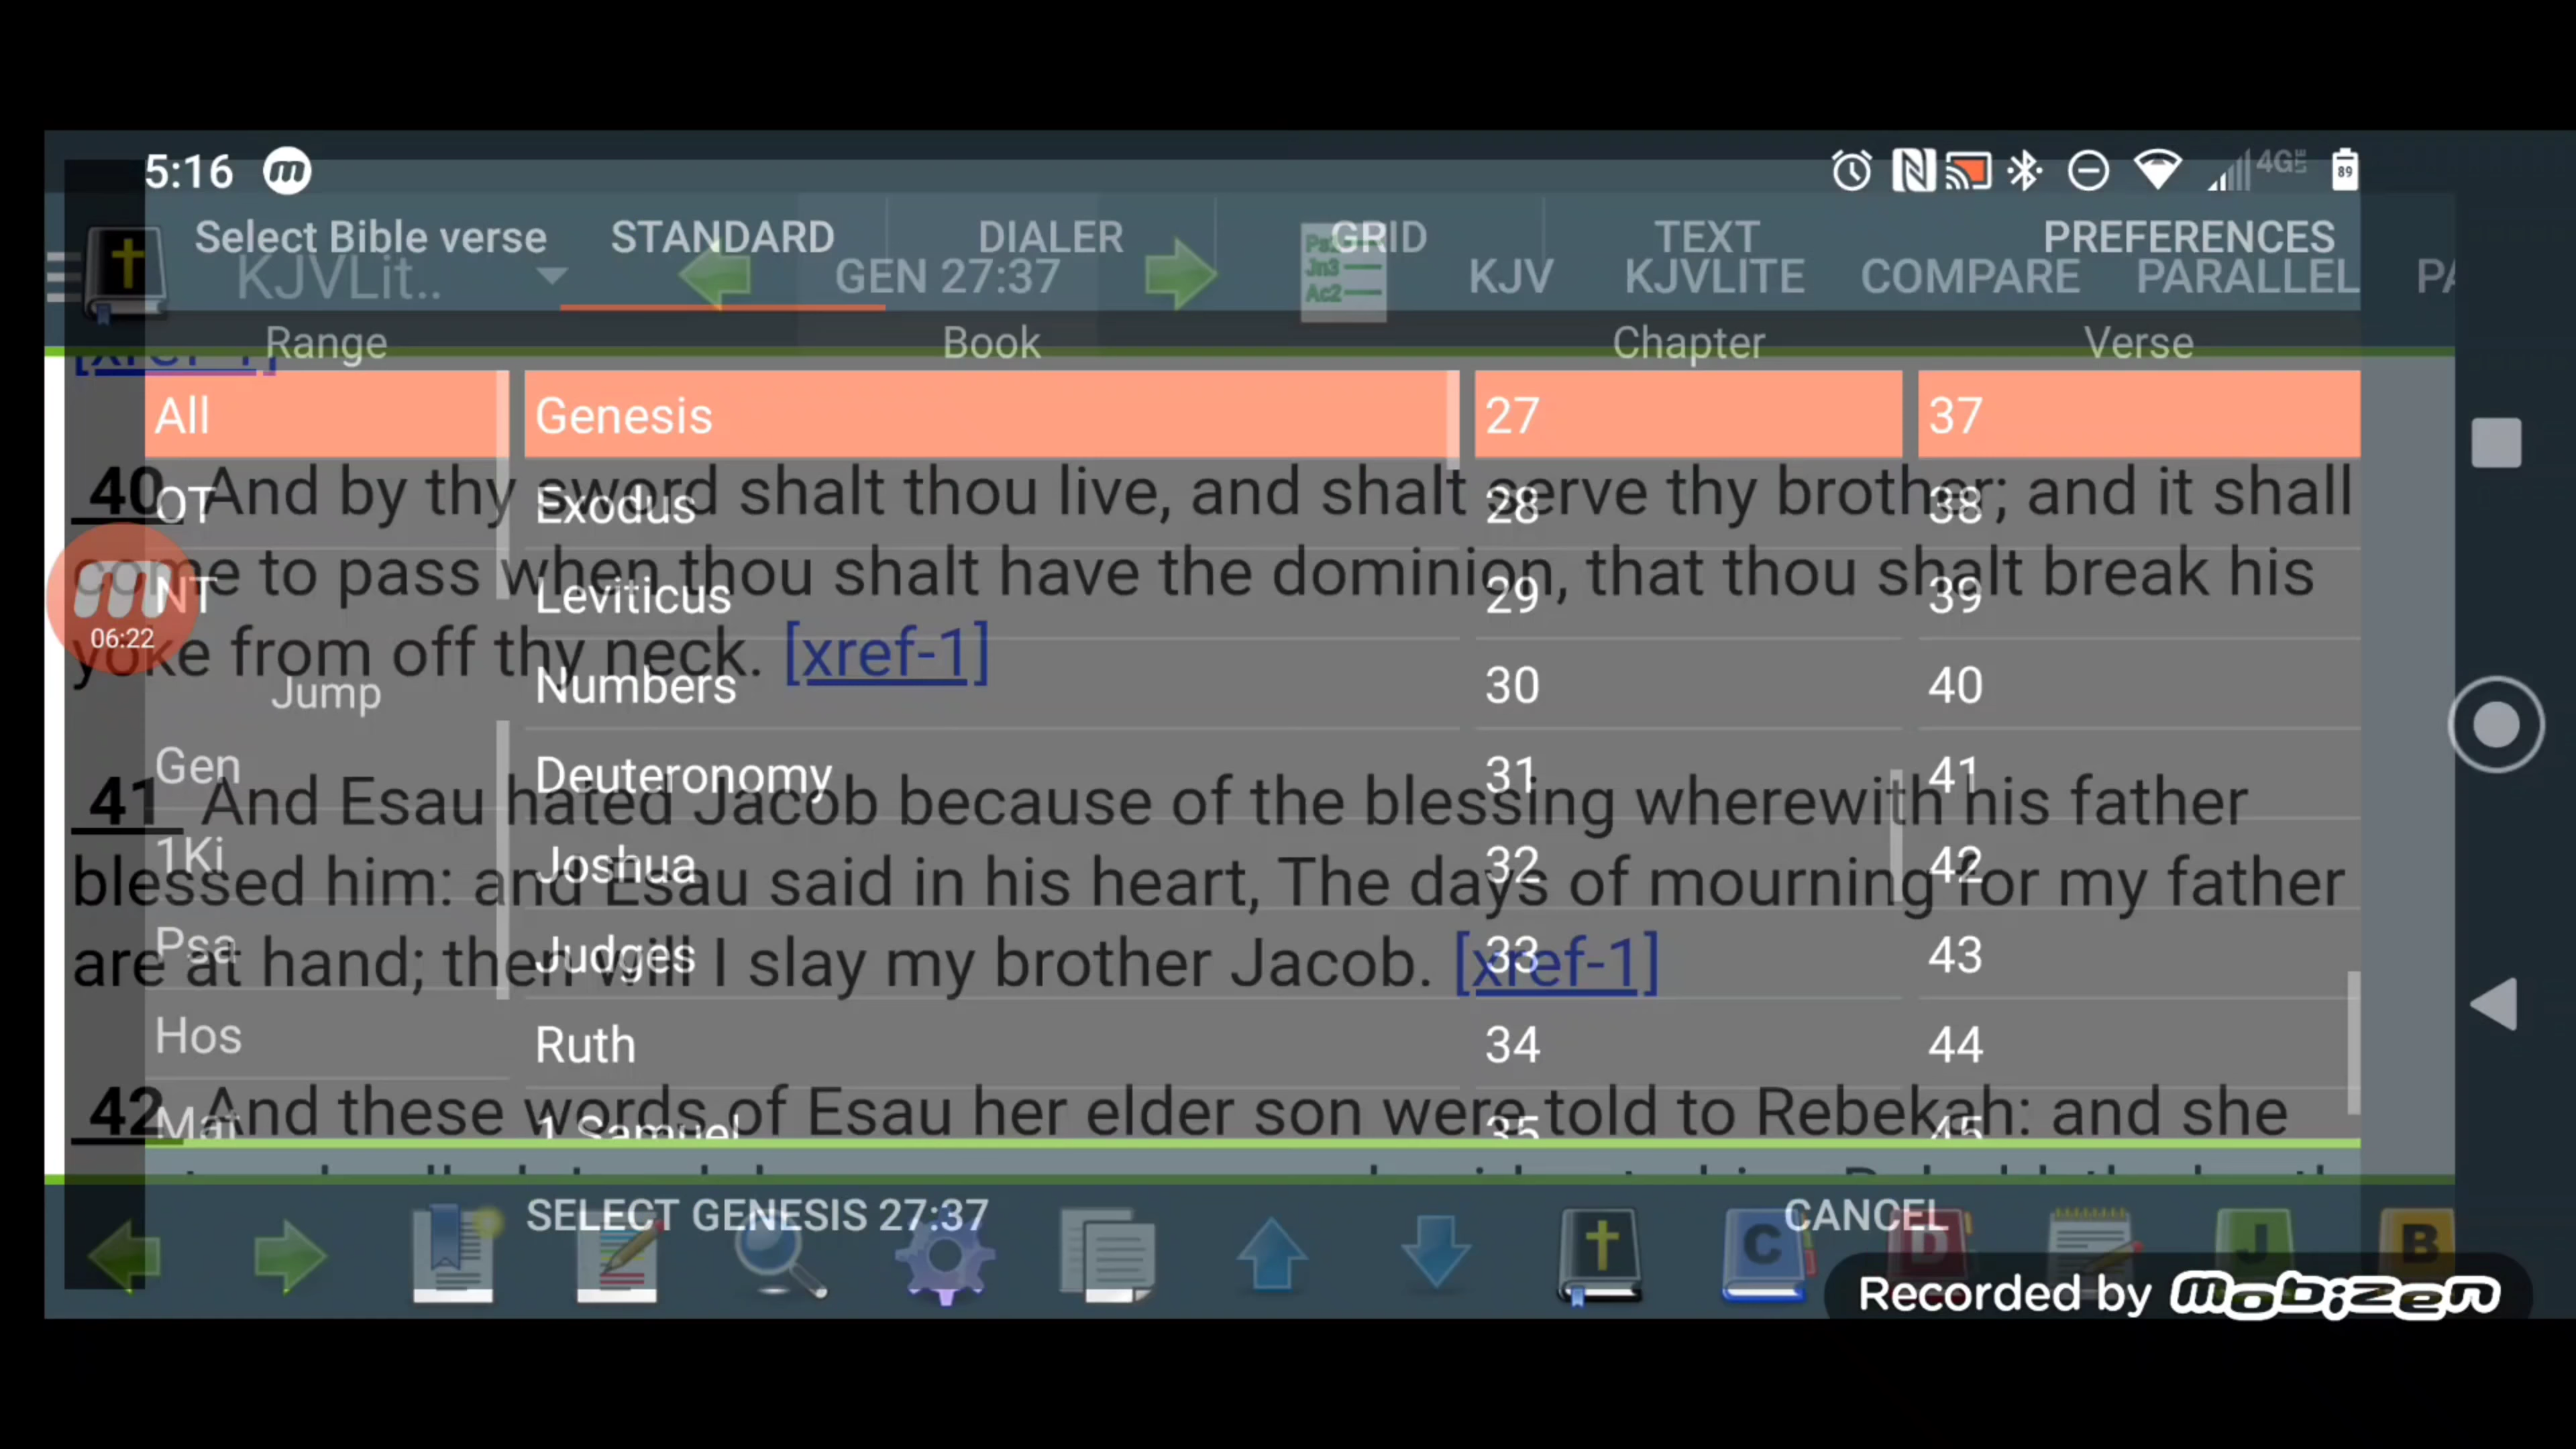 5:16 m 4GE 89
Select Bible verse STANDARD DIALER GRID TEXT PREFERENCES
KJVLit.. GEN 27:37 Jn3 Ac2 KJV KJVLITE COMPARE PARALLEL PA
Range Book Chapter Verse
[xref-1]
All Genesis 27 37
40 And by thy sword shalt thou live, and shalt serve thy brother; and it shall
OT Exodus 28 38
come to pass when thou shalt have the dominion, that thou shalt break his
NT Leviticus 29 39
m 06:22
yoke from off thy neck. [xref-1]
Jump Numbers 30 40
Gen Deuteronomy 31 41
41 And Esau hated Jacob because of the blessing wherewith his father
1Ki Joshua 32 42
blessed him: and Esau said in his heart, The days of mourning for my father
Psa Judges 33 43
are at hand; then will I slay my brother Jacob. [xref-1]
Hos Ruth 34 44
42 And these words of Esau her elder son were told to Rebekah: and she
Mat 1 Samuel 35 45
SELECT GENESIS 27:37 CANCEL
C D J B
Recorded by mobizen